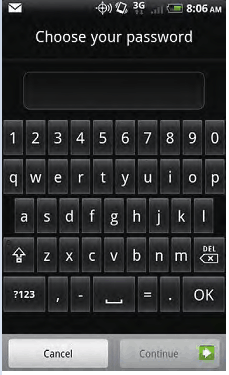 3G 8:06 AM
Choose your password
1 2 3 4 5 6 7 8 9 0
q w e r t y u i o p
a s d f g h j k l
z x c v b n m DEL
?123 , - = . OK
Cancel Continue